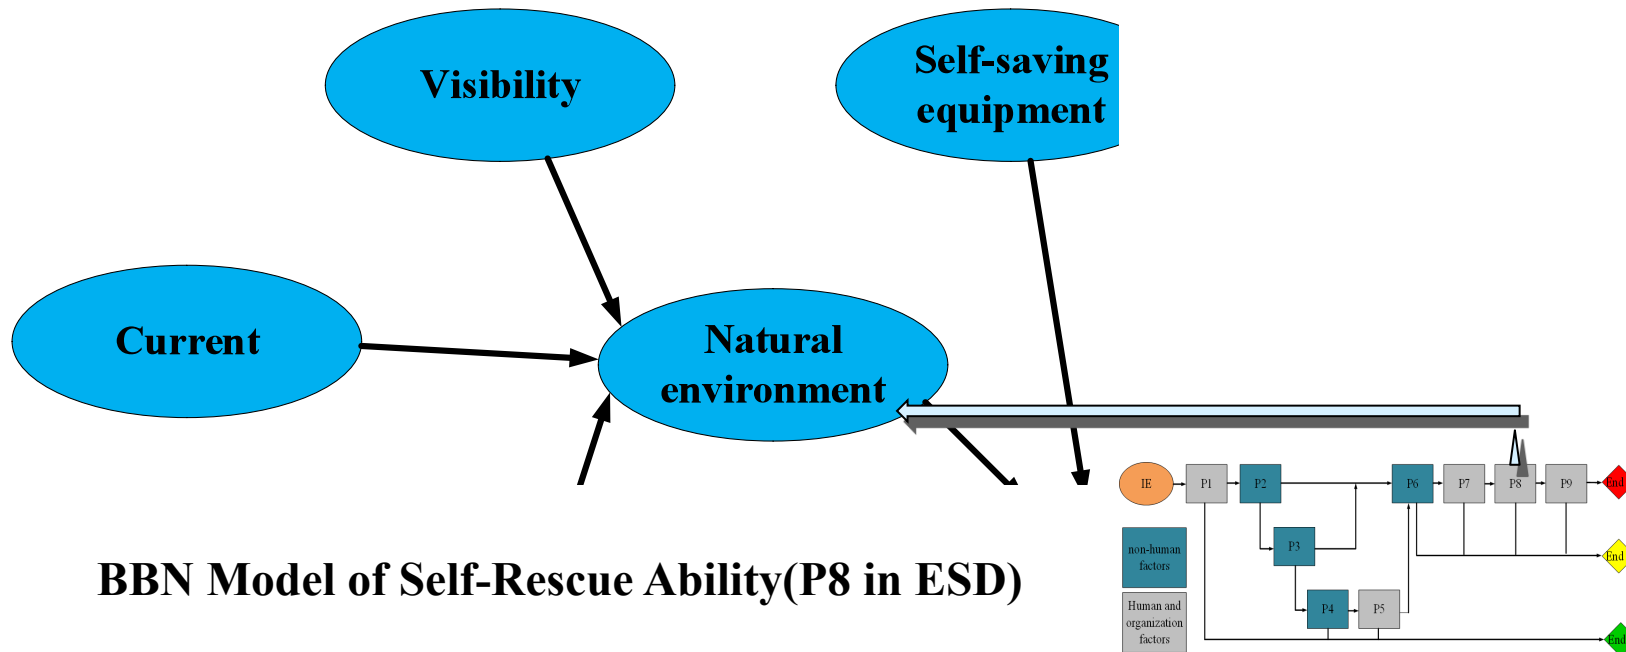 Visibility
Self-saving
equipment
Current
Natural
environment
IE
P1
P2
P6
P7
P8
P9
End
P3
non-human
factors
End
P4
P5
Human and
organization
factors
End
BBN Model of Self-Rescue Ability(P8 in ESD)